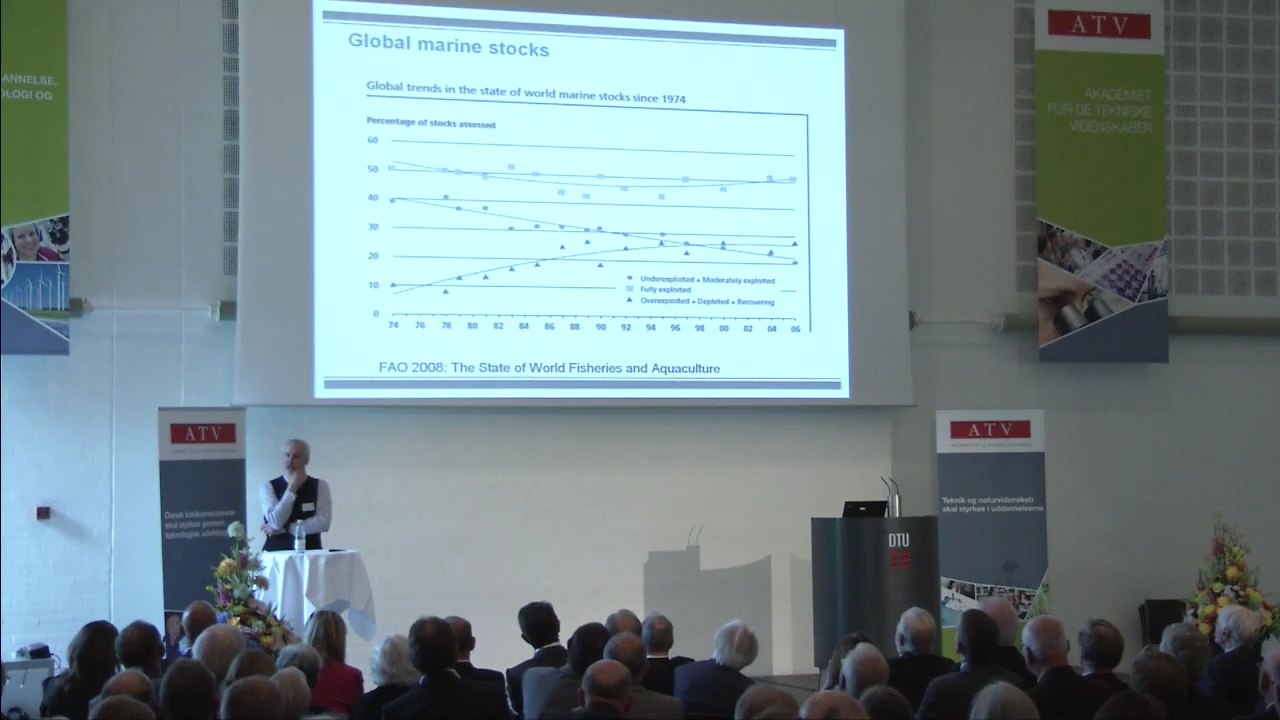 ANNELSE,
OLOGI OG
Global marine stocks
Global trends in the state of world marine stocks since 1974
Percentage of stocks assessed
60
50
40
30
20
10
0
74 76 78 80 82 84 86 88 90 92 94 96 98 00 02 04 06
Underexploited + Moderately exploited
Fully exploited
Overexploited + Depleted + Recovering
FAO 2008: The State of World Fisheries and Aquaculture
ATV
AKADEMIET
FOR DE TEKNISKE
VIDENSKABER
ATV
Dansk konkurrenceevne
skal styrkes gennem
teknologisk udvikling
DTU
ATV
Teknik og naturvidenskab
skal styrkes i uddannelserne